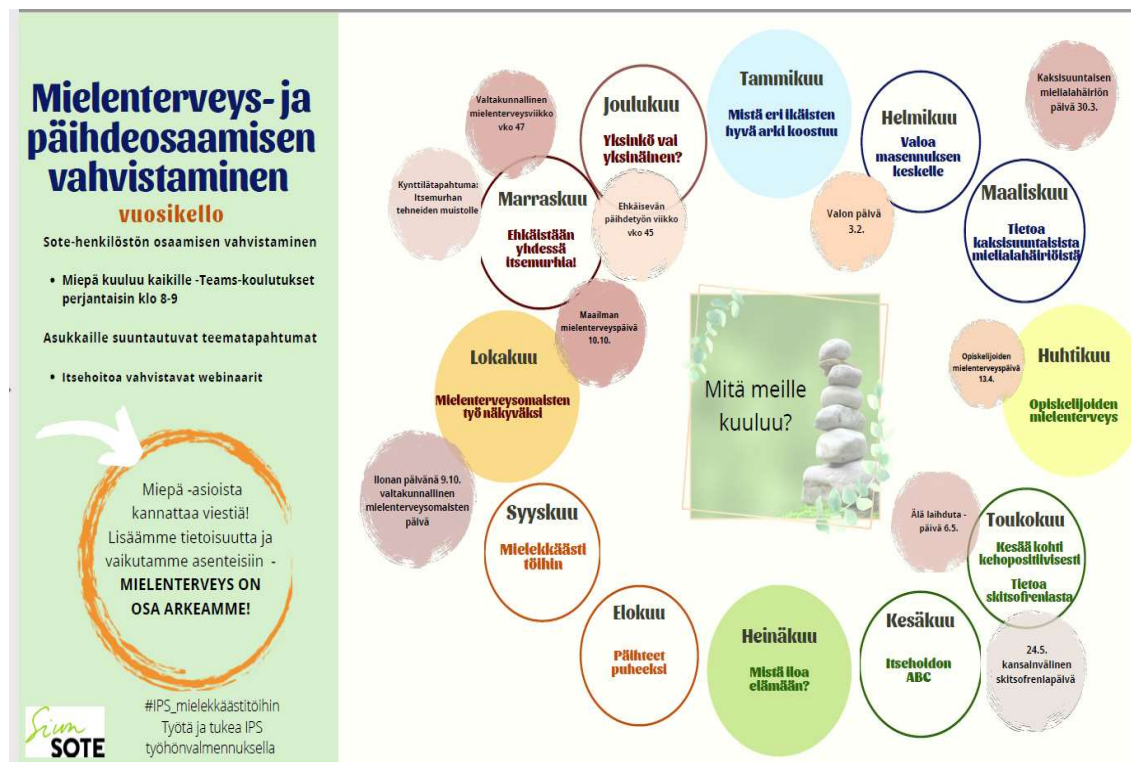 Mielenterveys- ja
päihdeosaamisen
vahvistaminen
vuosikello
Sote-henkilöstön osaamisen vahvistaminen
• Miepä kuuluu kaikille -Teams-koulutukset
perjantaisin klo 8-9
Asukkaille suuntautuvat teematapahtumat
• Itsehoitoa vahvistavat webinaarit
Miepä -asioista
kannattaa viestiä!
Lisäämme tietoisuutta ja
vaikutamme asenteisiin -
MIELENTERVEYS ON
OSA ARKEAMME!
#IPS_mielekkäästitöihin
Työtä ja tukea IPS
työhönvalmennuksella
Siun
SOTE
Tammikuu
Mistä eri ikäisten
hyvä arki koostuu
Helmikuu
Valoa
masennuksen
keskelle
Valon päivä
3.2.
Kaksisuuntaisen
mielialahäiriön
päivä 30.3.
Maaliskuu
Tietoa
kaksisuuntaisista
mielialahäiriöistä
Huhtikuu
Opiskelijoiden
mielenterveys
Opiskelijoiden
mielenterveyspäivä
13.4.
Toukokuu
Kesää kohti
kehopositiivisesti
Tietoa
skitsofreniasta
Älä laihduta -
päivä 6.5.
24.5.
kansainvälinen
skitsofreniapäivä
Kesäkuu
Itsehoidon
ABC
Heinäkuu
Mistä iloa
elämään?
Elokuu
Päihteet
puheeksi
Syyskuu
Mielekkäästi
töihin
Ilonan päivänä 9.10.
valtakunnallinen
mielenterveysomaisten
päivä
Lokakuu
Mielenterveysomaisten
työ näkyväksi
Maailman
mielenterveyspäivä
10.10.
Marraskuu
Ehkäistään
yhdessä
itsemurhia!
Kynttilätapahtuma:
Itsemurhan
tehneiden muistolle
Valtakunnallinen
mielenterveysviikko
vko 47
Ehkäisevän
päihdetyön viikko
vko 45
Joulukuu
Yksinkö vai
yksinäinen?
Mitä meille
kuuluu?